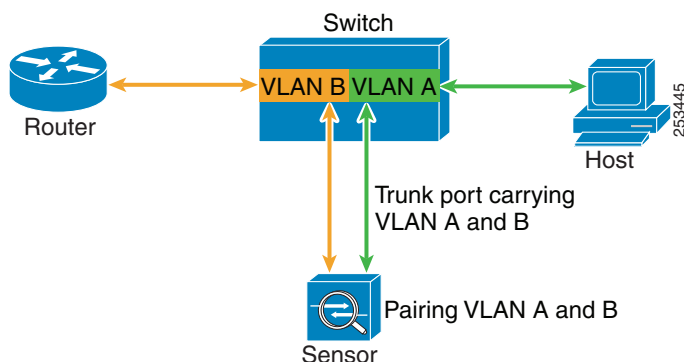 Switch
VLAN B
VLAN A
Router
Host
253445
Trunk port carrying
VLAN A and B
Pairing VLAN A and B
Sensor